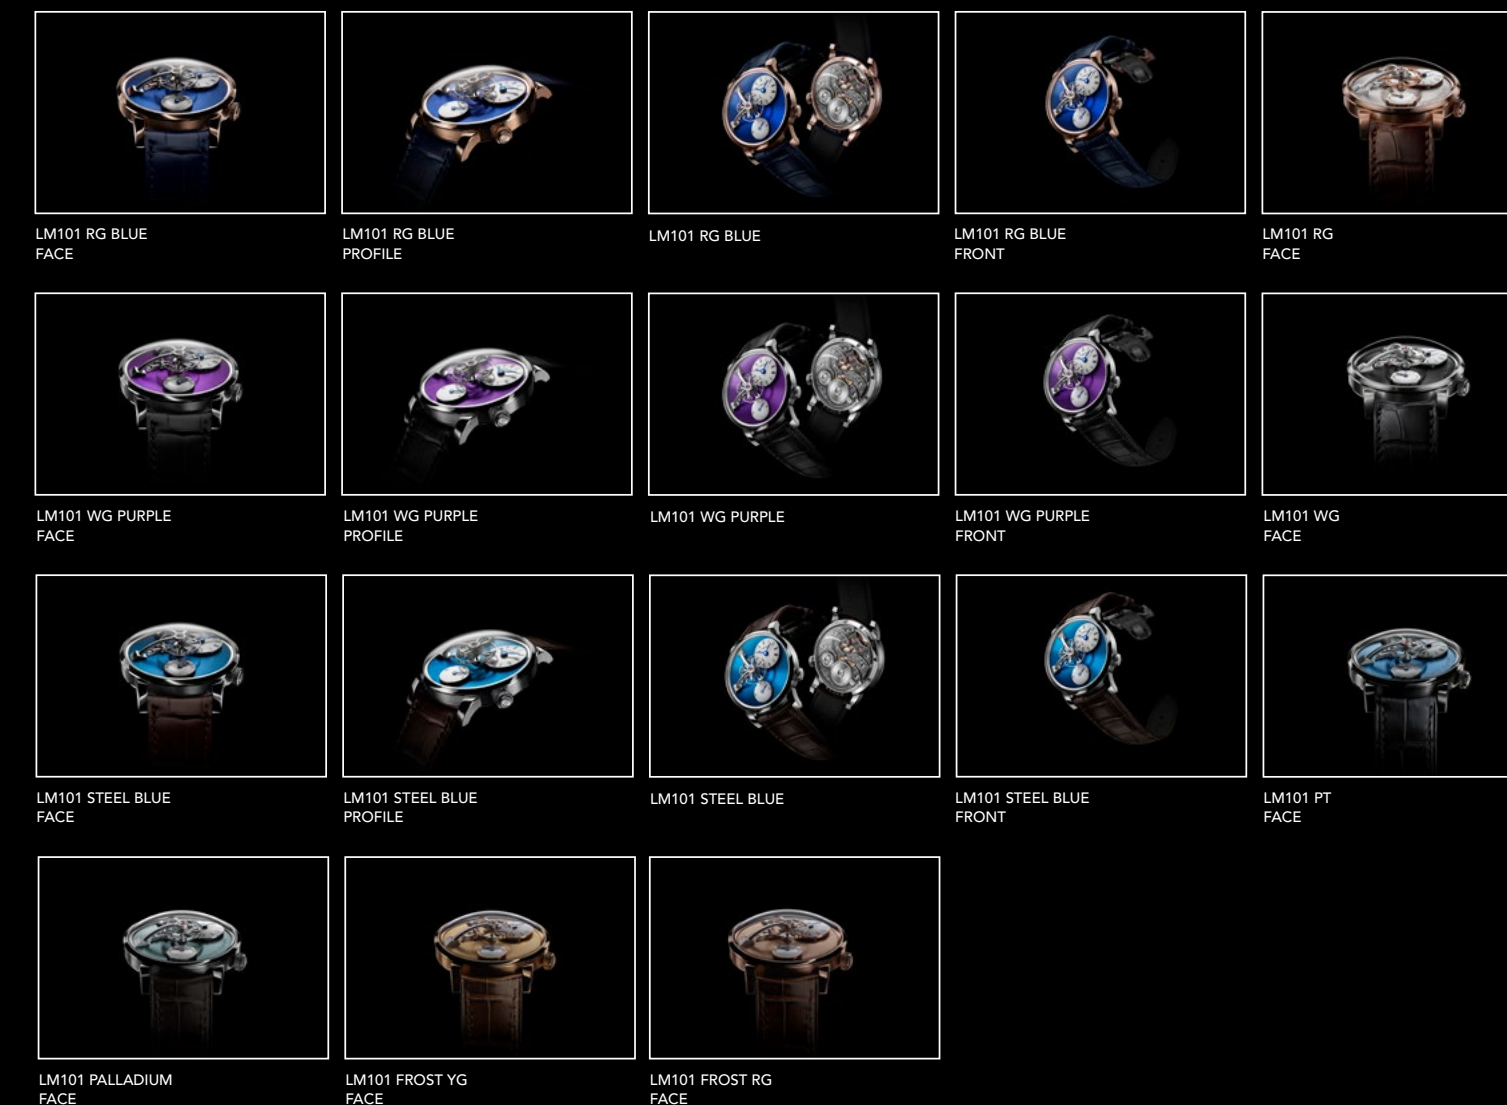 LM101 RG BLUE
FACE
LM101 RG BLUE
PROFILE
LM101 RG BLUE
LM101 RG BLUE
FRONT
LM101 RG
FACE
LM101 WG PURPLE
FACE
LM101 WG PURPLE
PROFILE
LM101 WG PURPLE
LM101 WG PURPLE
FRONT
LM101 WG
FACE
LM101 STEEL BLUE
FACE
LM101 STEEL BLUE
PROFILE
LM101 STEEL BLUE
LM101 STEEL BLUE
FRONT
LM101 PT
FACE
LM101 PALLADIUM
FACE
LM101 FROST YG
FACE
LM101 FROST RG
FACE